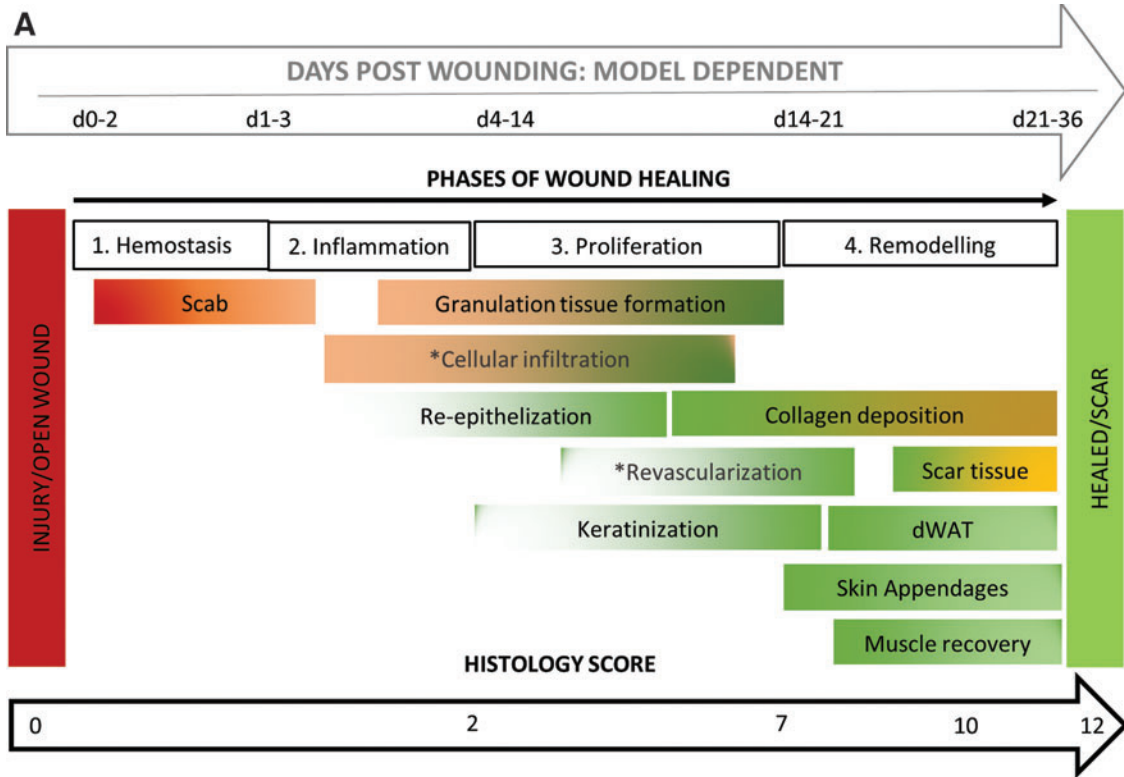 A
DAYS POST WOUNDING: MODEL DEPENDENT
d0-2 d1-3 d4-14 d14-21 d21-36
PHASES OF WOUND HEALING
1. Hemostasis 2. Inflammation 3. Proliferation 4. Remodelling
Scab Granulation tissue formation
*Cellular infiltration
Re-epithelization Collagen deposition
*Revascularization Scar tissue
Keratinization dWAT
Skin Appendages
Muscle recovery
INJURY/OPEN WOUND
HEALED/SCAR
HISTOLOGY SCORE
0 2 7 10 12